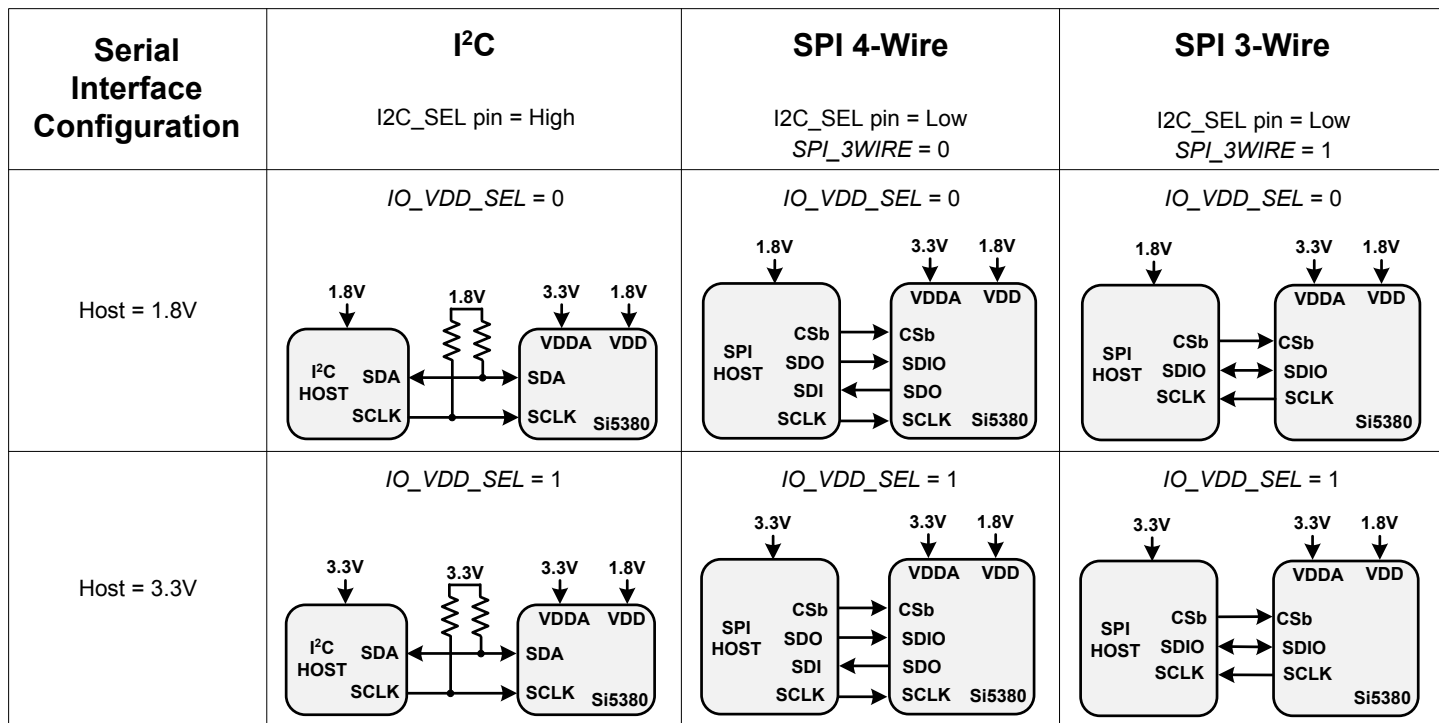 Serial
Interface
Configuration
I²C
I2C_SEL pin = High
SPI 4-Wire
I2C_SEL pin = Low
SPI_3WIRE = 0
SPI 3-Wire
I2C_SEL pin = Low
SPI_3WIRE = 1
Host = 1.8V
IO_VDD_SEL = 0
1.8V 1.8V 3.3V 1.8V
VDDA VDD
I²C
HOST
SDA SDA
SCLK SCLK
Si5380
IO_VDD_SEL = 0
1.8V 3.3V 1.8V
VDDA VDD
SPI
HOST
CSb CSb
SDO SDIO
SDI SDO
SCLK SCLK
Si5380
IO_VDD_SEL = 0
1.8V 3.3V 1.8V
VDDA VDD
SPI
HOST
CSb CSb
SDIO SDIO
SCLK SCLK
Si5380
Host = 3.3V
IO_VDD_SEL = 1
3.3V 3.3V 3.3V 1.8V
VDDA VDD
I²C
HOST
SDA SDA
SCLK SCLK
Si5380
IO_VDD_SEL = 1
3.3V 3.3V 1.8V
VDDA VDD
SPI
HOST
CSb CSb
SDO SDIO
SDI SDO
SCLK SCLK
Si5380
IO_VDD_SEL = 1
3.3V 3.3V 1.8V
VDDA VDD
SPI
HOST
CSb CSb
SDIO SDIO
SCLK SCLK
Si5380